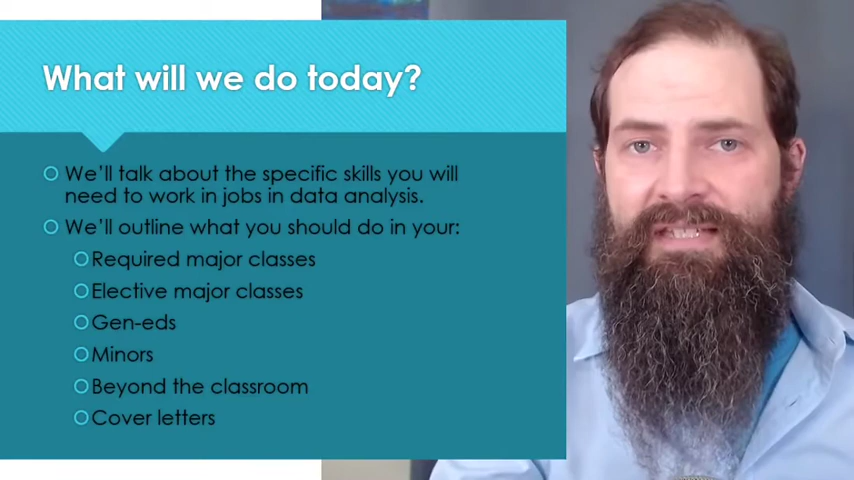 What will we do today?
We'll talk about the specific skills you will
need to work in jobs in data analysis.
We'll outline what you should do in your:
Required major classes
Elective major classes
Gen-eds
Minors
Beyond the classroom
Cover letters